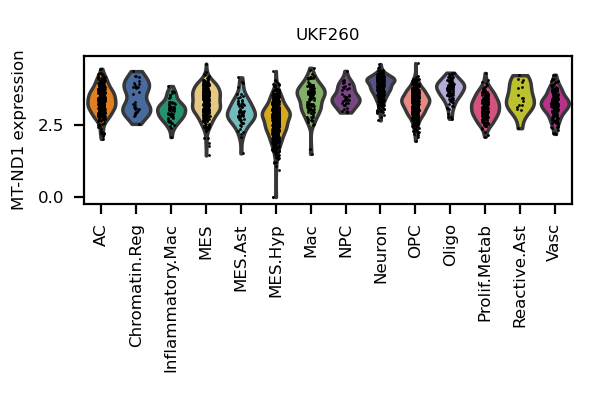 UKF260
MT-ND1 expression
2.5
0.0
AC
Chromatin.Reg
Inflammatory.Mac
MES
MES.Ast
MES.Hyp
Mac
NPC
Neuron
OPC
Oligo
Prolif.Metab
Reactive.Ast
Vasc